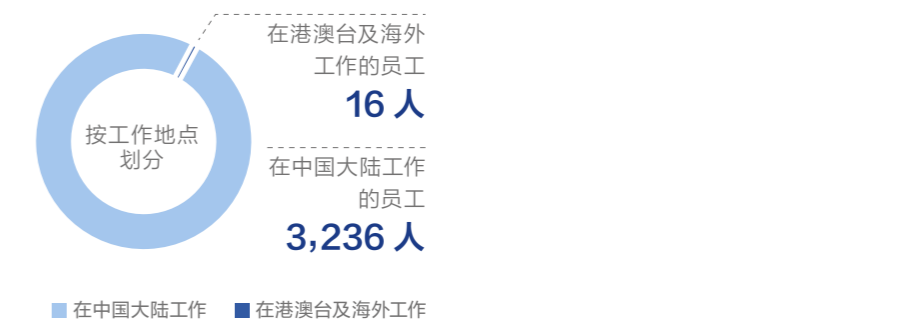 在港澳台及海外
工作的员工
16 人
按工作地点
划分
在中国大陆工作
的员工
3,236 人
在中国大陆工作
在港澳台及海外工作